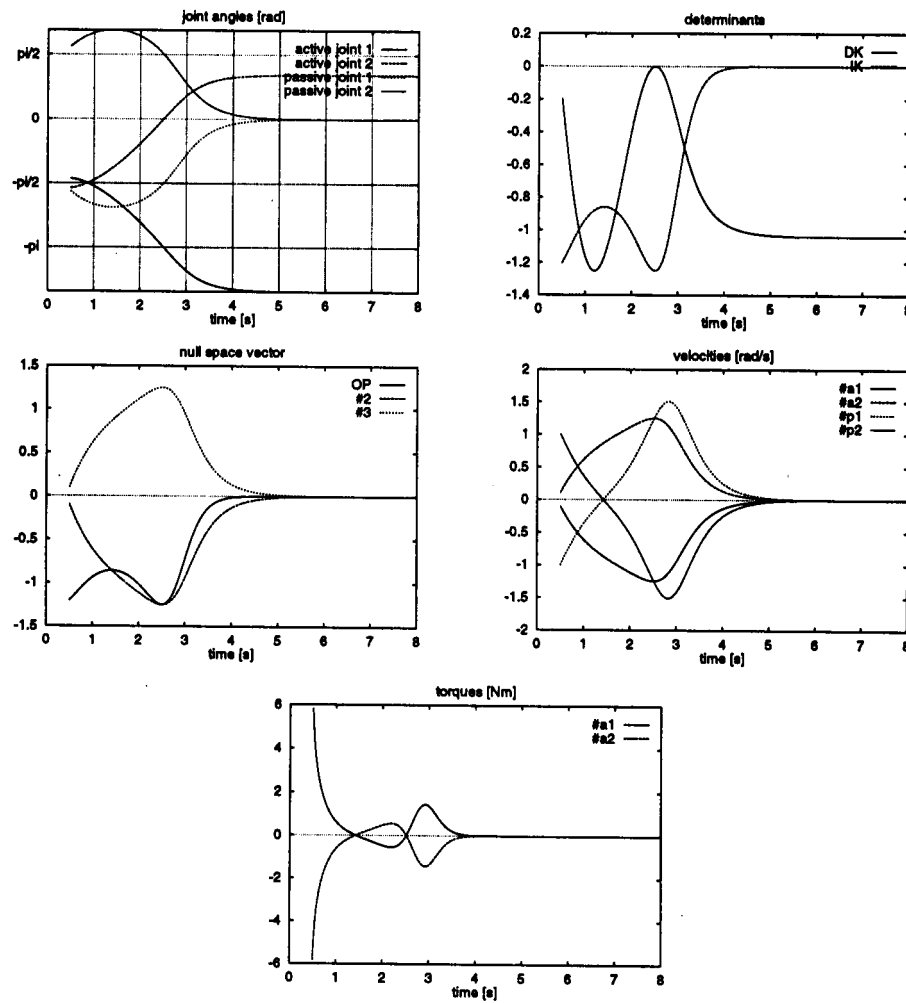 joint angles [rad]
pi/2
0
-pi/2
-pi
active joint 1
active joint 2
passive joint 1
passive joint 2
0 1 2 3 4 5 6 7 8
time [s]
determinants
0.2
0
-0.2
-0.4
-0.6
-0.8
-1
-1.2
-1.4
DK
IK
0 1 2 3 4 5 6 7 8
time [s]
null space vector
1.5
1
0.5
0
-0.5
-1
-1.5
OP
#2
#3
0 1 2 3 4 5 6 7 8
time [s]
velocities [rad/s]
2
1.5
1
0.5
0
-0.5
-1
-1.5
-2
#a1
#a2
#p1
#p2
0 1 2 3 4 5 6 7 8
time [s]
torques [Nm]
6
4
2
0
-2
-4
-6
#a1
#a2
0 1 2 3 4 5 6 7 8
time [s]